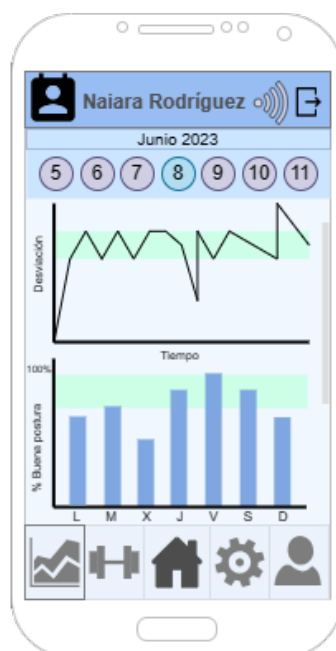 Naiara Rodríguez
Junio 2023
5 6 7 8 9 10 11
Desviación
Tiempo
100%
% Buena postura
L M X J V S D